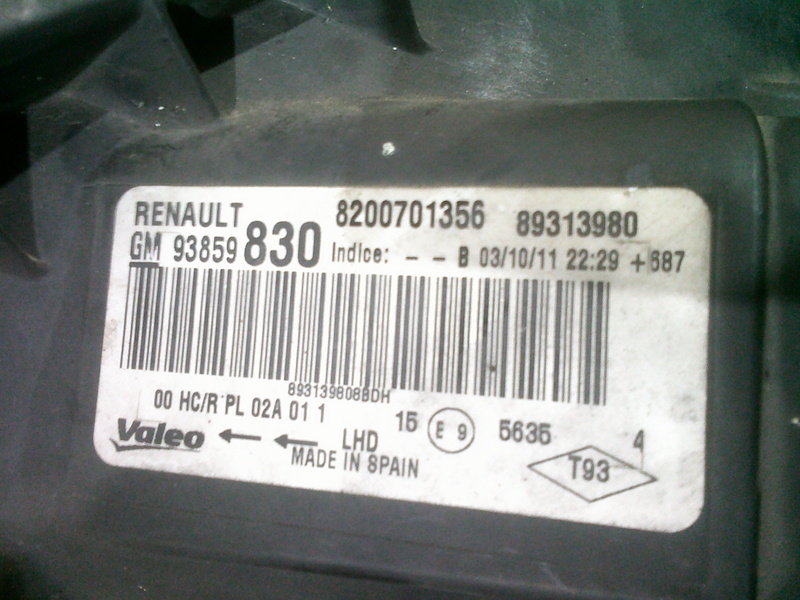 RENAULT 8200701356 89313980
GM 93859 830 Indice: - - B 03/10/11 22:29 +687
893139808BDH
00 HC/R PL 02A 01 1 15 E 9 5635 4
Valeo ← ← LHD T93
MADE IN SPAIN